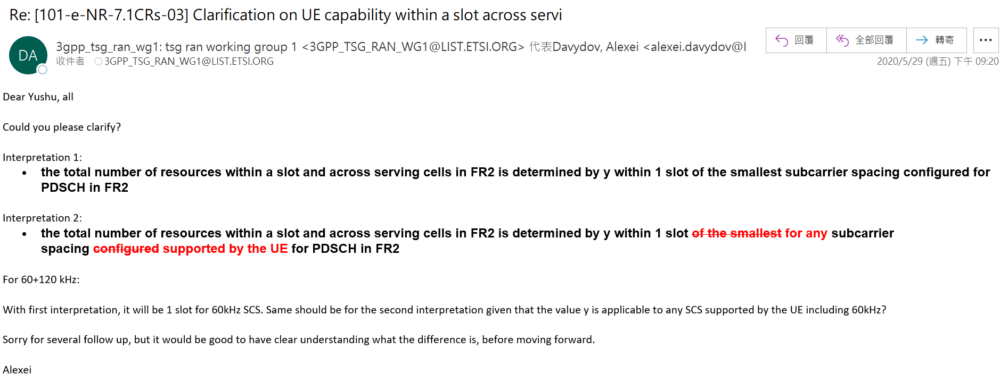 Re: [101-e-NR-7.1CRs-03] Clarification on UE capability within a slot across servi
DA
3gpp_tsg_ran_wg1: tsg ran working group 1 <3GPP_TSG_RAN_WG1@LIST.ETSI.ORG> 代表Davydov, Alexei <alexei.davydov@I
收件者 3GPP_TSG_RAN_WG1@LIST.ETSI.ORG
回覆 全部回覆 轉寄 ...
2020/5/29 (週五) 下午 09:20
Dear Yushu, all
Could you please clarify?
Interpretation 1:
• the total number of resources within a slot and across serving cells in FR2 is determined by y within 1 slot of the smallest subcarrier spacing configured for
PDSCH in FR2
Interpretation 2:
• the total number of resources within a slot and across serving cells in FR2 is determined by y within 1 slot of the smallest for any subcarrier
spacing configured supported by the UE for PDSCH in FR2
For 60+120 kHz:
With first interpretation, it will be 1 slot for 60kHz SCS. Same should be for the second interpretation given that the value y is applicable to any SCS supported by the UE including 60kHz?
Sorry for several follow up, but it would be good to have clear understanding what the difference is, before moving forward.
Alexei